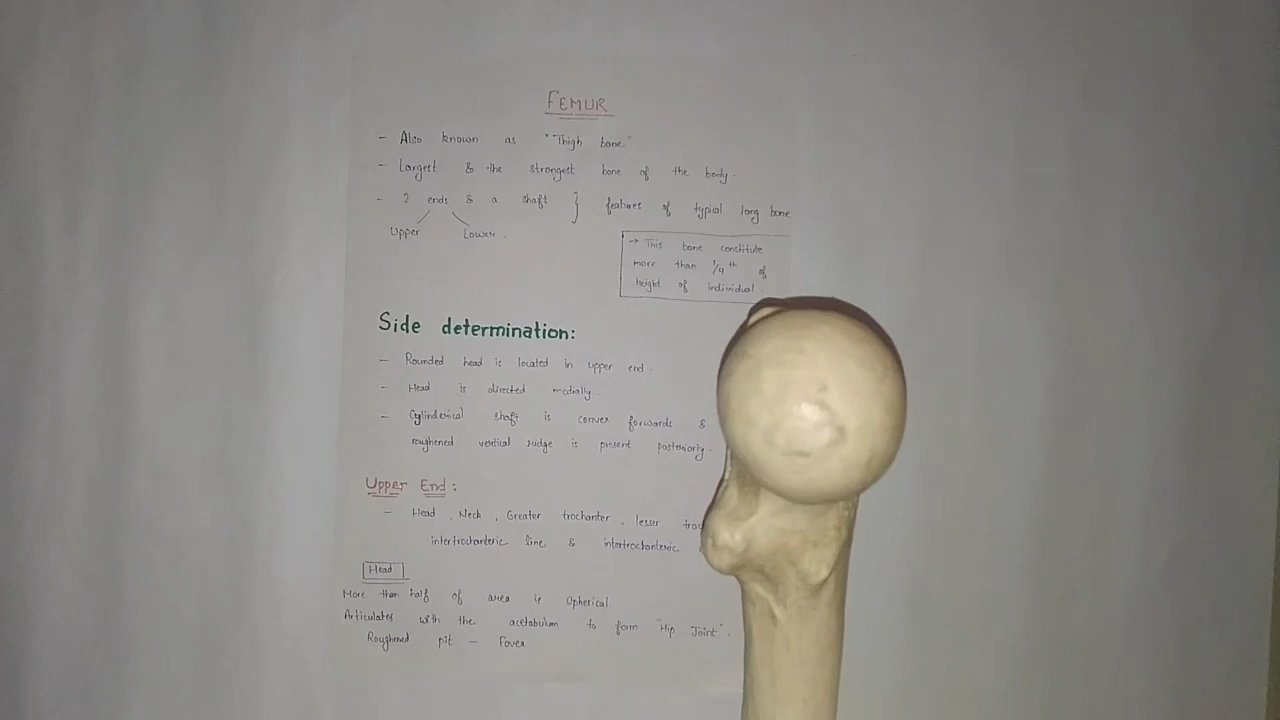 FEMUR
- Also known as "Thigh bone"
- Largest & the strongest bone of the body.
- 2 ends & a shaft } features of typical long bone
Upper Lower.
→ This bone constitute
more than 1/4 th of
height of individual.
Side determination:
- Rounded head is located in upper end.
- Head is directed medially.
- Cylinderical shaft is convex forwards &
roughened vertical ridge is present posteriorly.
Upper End:
- Head, Neck, Greater trochanter, lesser troc
intertrochanteric line & intertrochanteric
Head
More than half of area is Spherical
Articulates with the acetabulum to form "Hip Joint".
Roughened pit - Fovea